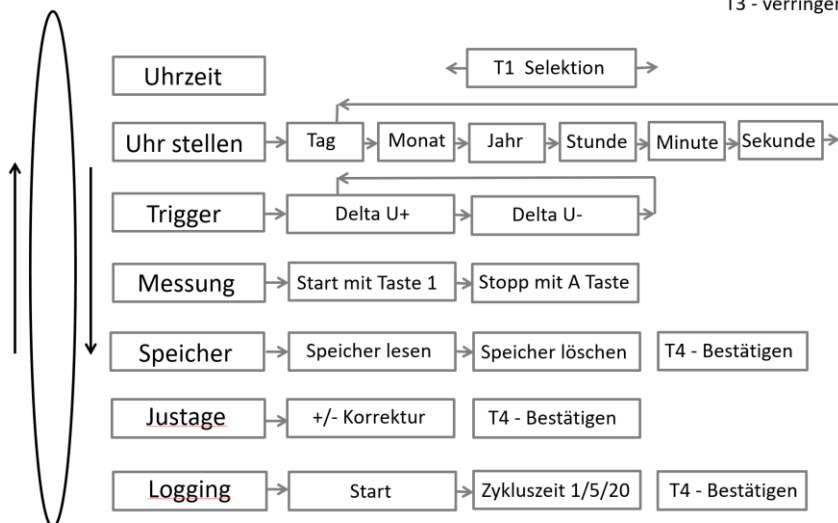 T3 - verringer
Uhrzeit
T1 Selektion
Uhr stellen
Tag
Monat
Jahr
Stunde
Minute
Sekunde
Trigger
Delta U+
Delta U-
Messung
Start mit Taste 1
Stopp mit A Taste
Speicher
Speicher lesen
Speicher löschen
T4 - Bestätigen
Justage
+/- Korrektur
T4 - Bestätigen
Logging
Start
Zykluszeit 1/5/20
T4 - Bestätigen